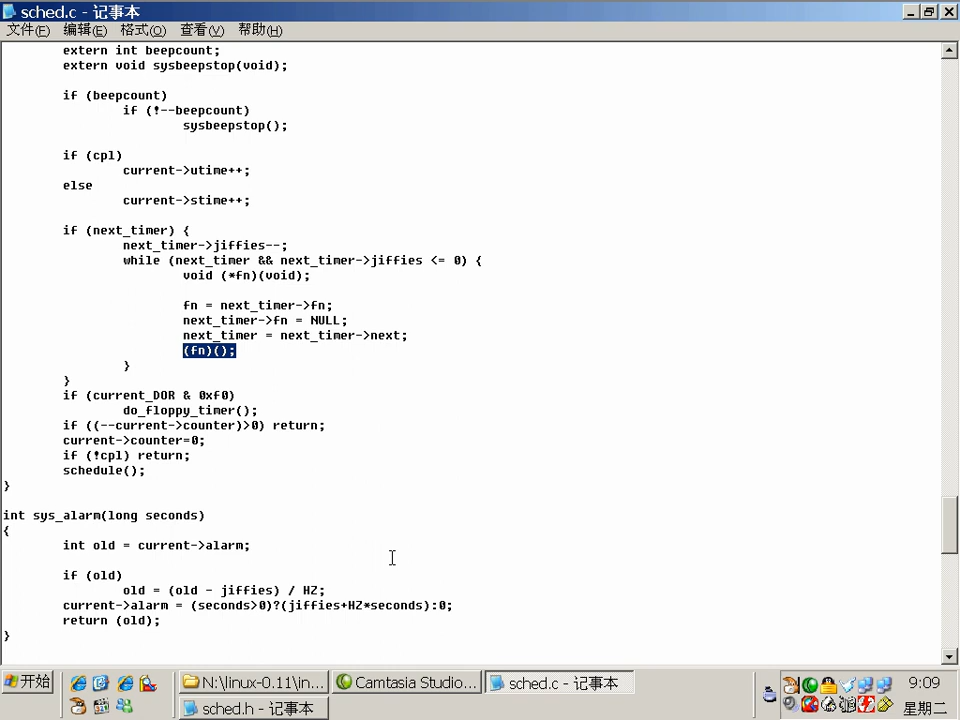 sched.c - 记事本
文件(F) 编辑(E) 格式(O) 查看(V) 帮助(H)
extern int beepcount;
extern void sysbeepstop(void);
if (beepcount)
if (!--beepcount)
sysbeepstop();
if (cpl)
current->utime++;
else
current->stime++;
if (next_timer) {
next_timer->jiffies--;
while (next_timer && next_timer->jiffies <= 0) {
void (*fn)(void);
fn = next_timer->fn;
next_timer->fn = NULL;
next_timer = next_timer->next;
(fn)();
}
}
if (current_DOR & 0xf0)
do_floppy_timer();
if ((--current->counter)>0) return;
current->counter=0;
if (!cpl) return;
schedule();
}
int sys_alarm(long seconds)
{
int old = current->alarm;
if (old)
old = (old - jiffies) / HZ;
current->alarm = (seconds>0)?(jiffies+HZ*seconds):0;
return (old);
}
开始
N:\linux-0.11\in...
Camtasia Studio...
sched.c - 记事本
9:09
sched.h - 记事本
星期二